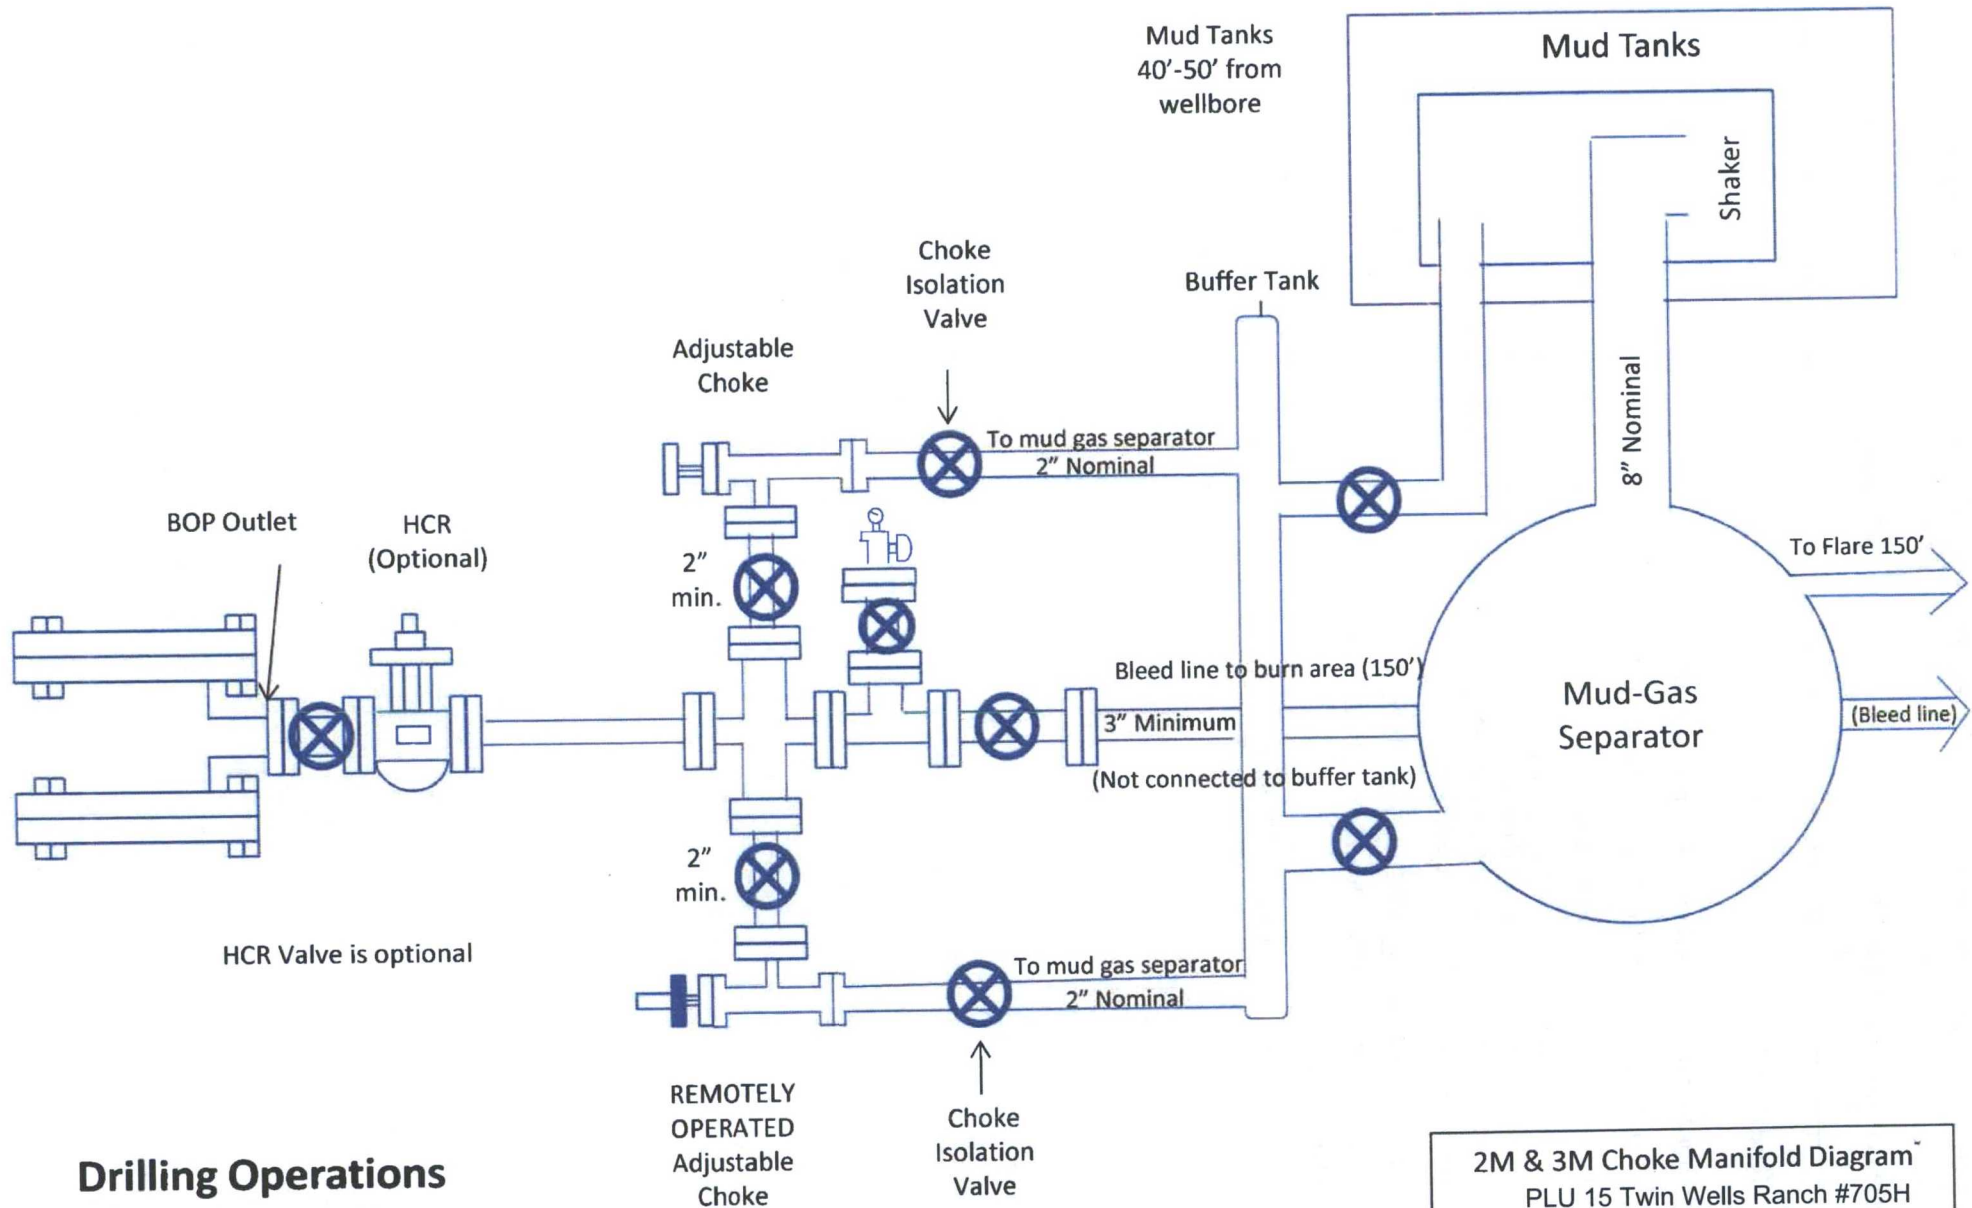 Mud Tanks
40’-50’ from
wellbore
Mud Tanks
Shaker
Choke
Isolation
Valve
Buffer Tank
Adjustable
Choke
8” Nominal
To mud gas separator
2” Nominal
BOP Outlet
HCR
(Optional)
2”
min.
To Flare 150’
Bleed line to burn area (150’)
3” Minimum
(Not connected to buffer tank)
Mud-Gas
Separator
(Bleed line)
2”
min.
HCR Valve is optional
To mud gas separator
2” Nominal
REMOTELY
OPERATED
Adjustable
Choke
Choke
Isolation
Valve
Drilling Operations
2M & 3M Choke Manifold Diagram
PLU 15 Twin Wells Ranch #705H